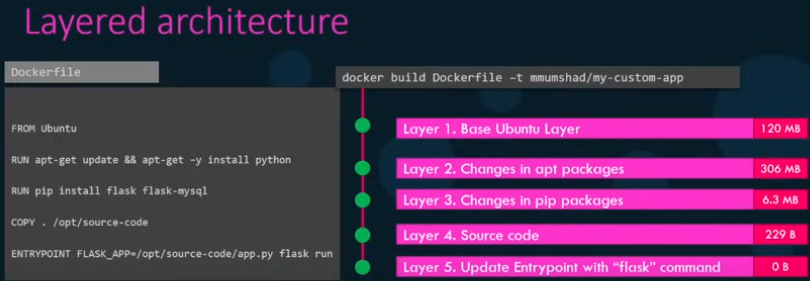 Layered architecture
Dockerfile
docker build Dockerfile –t mmumshad/my-custom-app
FROM Ubuntu
RUN apt-get update && apt-get –y install python
RUN pip install flask flask-mysql
COPY . /opt/source-code
ENTRYPOINT FLASK_APP=/opt/source-code/app.py flask run
Layer 1. Base Ubuntu Layer 120 MB
Layer 2. Changes in apt packages 306 MB
Layer 3. Changes in pip packages 6.3 MB
Layer 4. Source code 229 B
Layer 5. Update Entrypoint with “flask” command 0 B